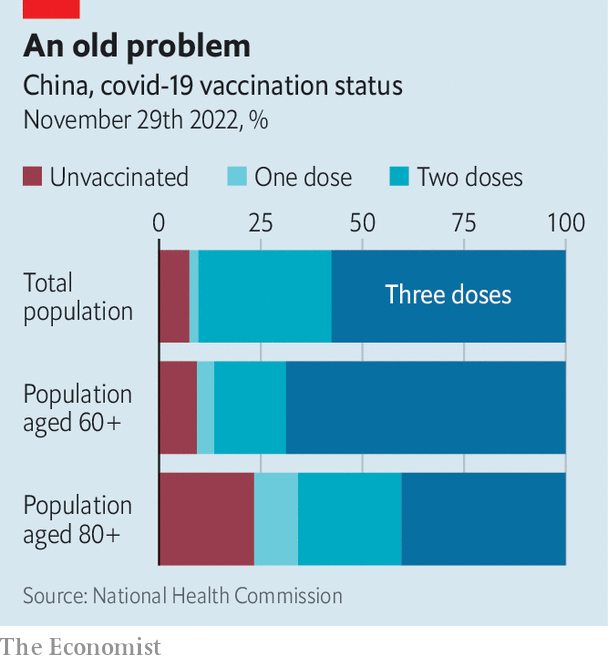 An old problem
China, covid-19 vaccination status
November 29th 2022, %
Unvaccinated One dose Two doses
0 25 50 75 100
Total
population
Three doses
Population
aged 60+
Population
aged 80+
Source: National Health Commission
The Economist